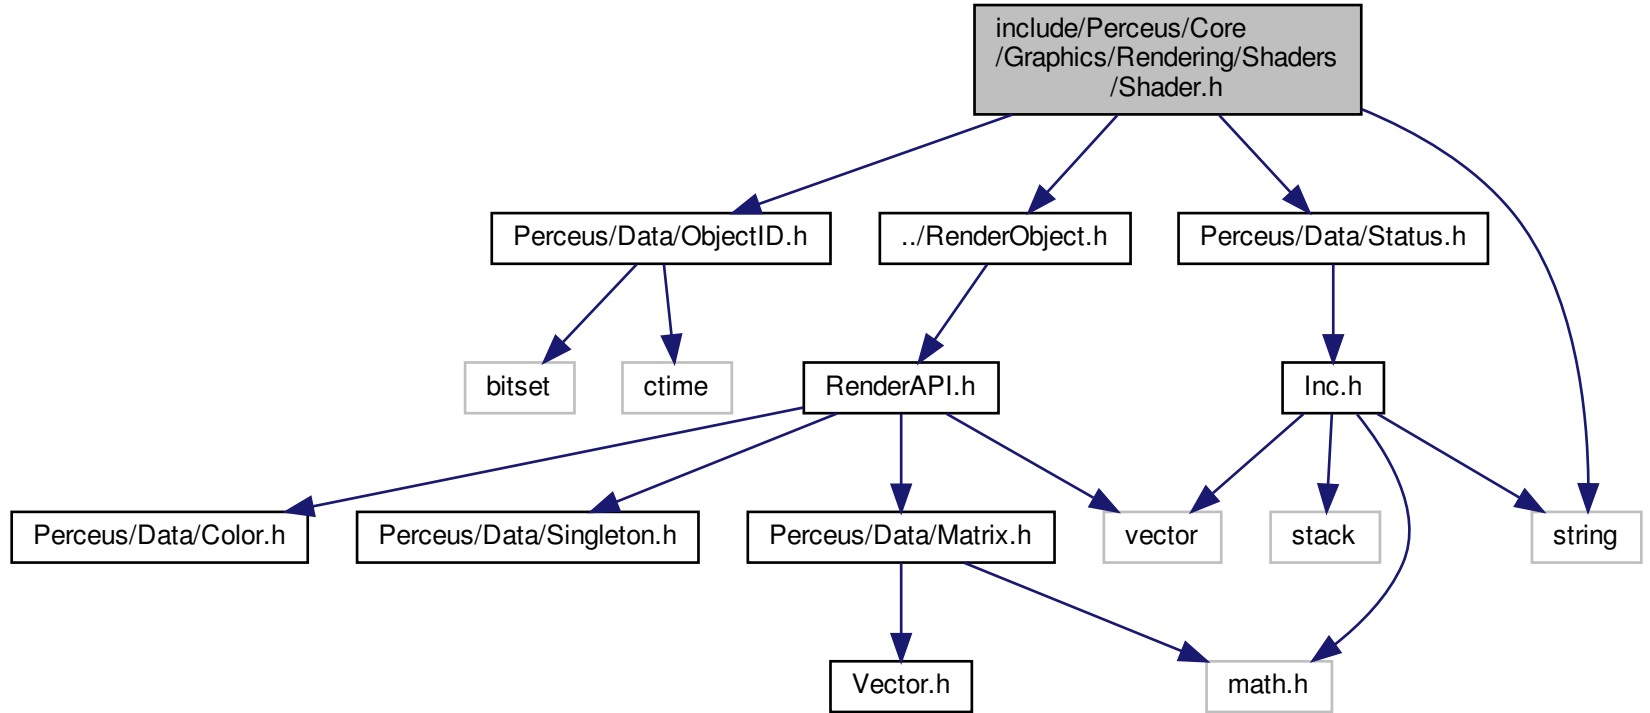 include/Perceus/Core
/Graphics/Rendering/Shaders
/Shader.h
Perceus/Data/ObjectID.h
../RenderObject.h
Perceus/Data/Status.h
bitset
ctime
RenderAPI.h
Inc.h
Perceus/Data/Color.h
Perceus/Data/Singleton.h
Perceus/Data/Matrix.h
vector
stack
string
Vector.h
math.h